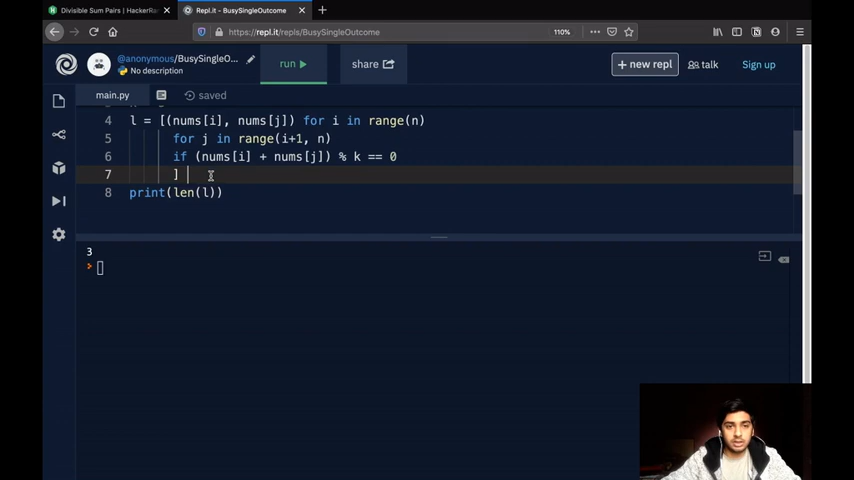 Divisible Sum Pairs | HackerRan
Repl.it - BusySingleOutcome
https://repl.it/repls/BusySingleOutcome
110%
@anonymous/BusySingleO...
No description
run
share
+ new repl
talk
Sign up
main.py
saved
4 l = [(nums[i], nums[j]) for i in range(n)
5 for j in range(i+1, n)
6 if (nums[i] + nums[j]) % k == 0
7 ]
8 print(len(l))
3
>